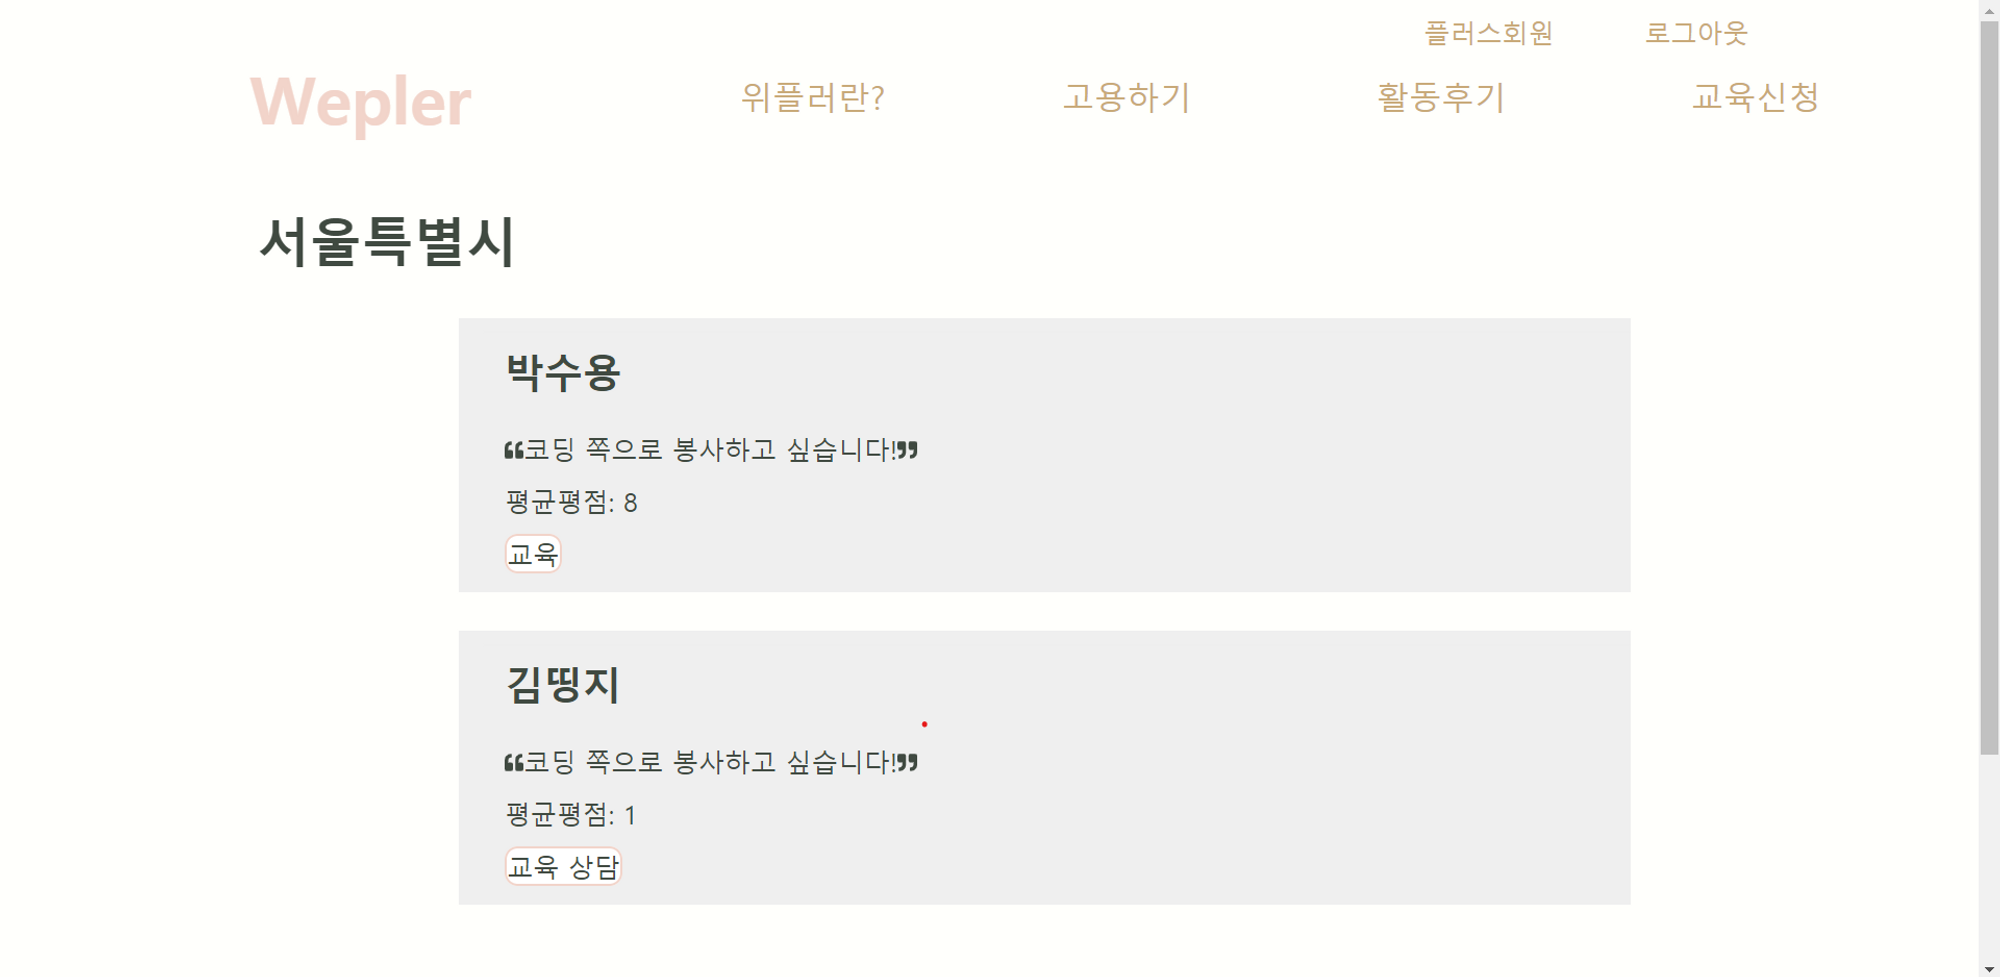 플러스회원 로그아웃
Wepler 위플러란? 고용하기 활동후기 교육신청
서울특별시
박수용
❝코딩 쪽으로 봉사하고 싶습니다!❞
평균평점: 8
교육
김띵지
❝코딩 쪽으로 봉사하고 싶습니다!❞
평균평점: 1
교육 상담